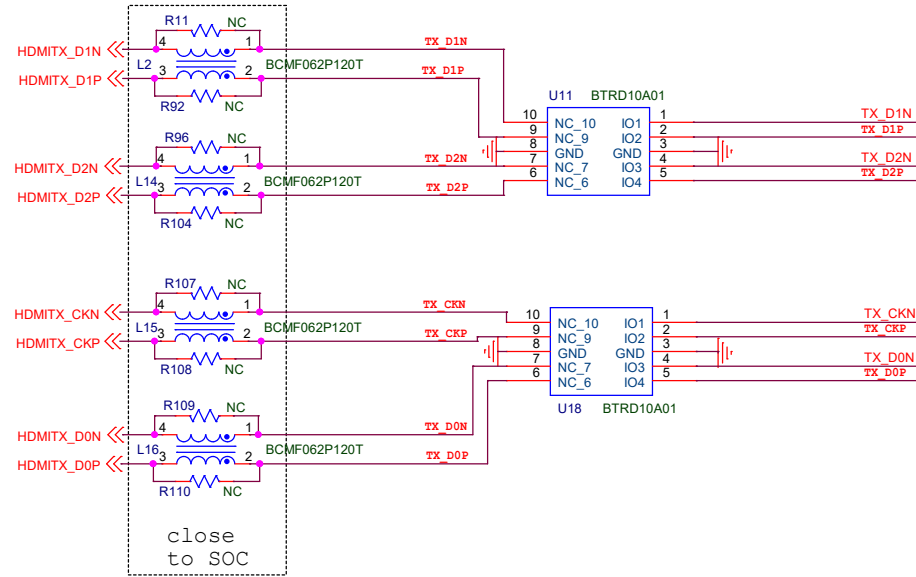 R11 NC
HDMITX_D1N 4 1 TX_D1N
L2 BCMF062P120T
HDMITX_D1P 3 2 TX_D1P
R92 NC
U11 BTRD10A01
10 NC_10 IO1 1 TX_D1N
9 NC_9 IO2 2 TX_D1P
8 GND GND 3
7 NC_7 IO3 4 TX_D2N
6 NC_6 IO4 5 TX_D2P
R96 NC
HDMITX_D2N 4 1 TX_D2N
L14 BCMF062P120T
HDMITX_D2P 3 2 TX_D2P
R104 NC
R107 NC
HDMITX_CKN 4 1 TX_CKN
L15 BCMF062P120T
HDMITX_CKP 3 2 TX_CKP
R108 NC
10 NC_10 IO1 1 TX_CKN
9 NC_9 IO2 2 TX_CKP
8 GND GND 3
7 NC_7 IO3 4 TX_D0N
6 NC_6 IO4 5 TX_D0P
U18 BTRD10A01
R109 NC
HDMITX_D0N 4 1 TX_D0N
L16 BCMF062P120T
HDMITX_D0P 3 2 TX_D0P
R110 NC
close
to SOC